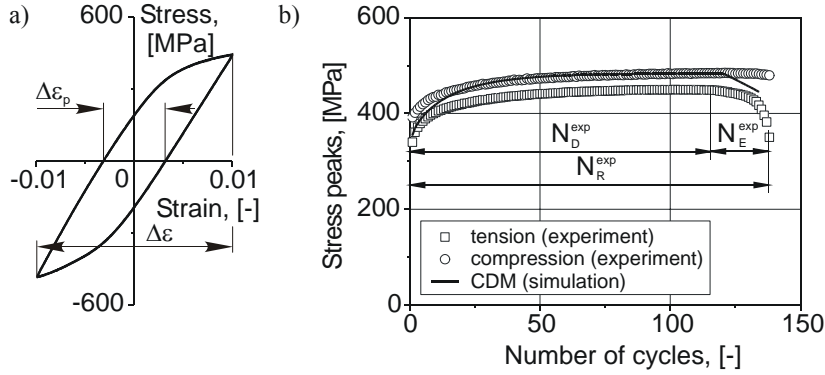 a)
600
Stress,
[MPa]
Δεp
-0.01
0
0.01
Strain, [-]
Δε
-600
b)
600
400
200
0
Stress peaks, [MPa]
N_D^exp
N_E^exp
N_R^exp
tension (experiment)
compression (experiment)
CDM (simulation)
0
50
100
150
Number of cycles, [-]